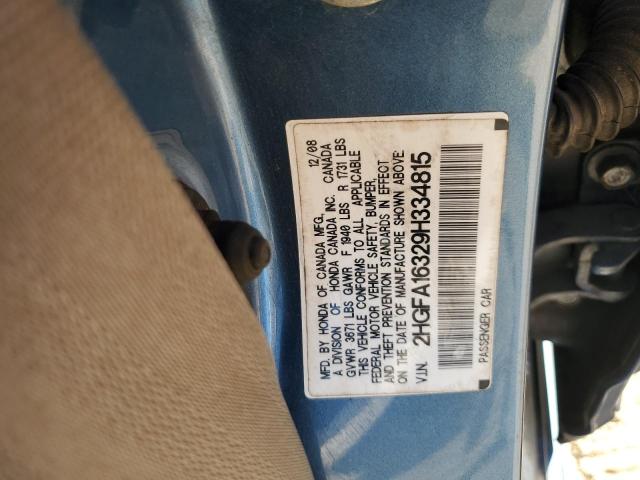 MFD. BY HONDA OF CANADA MFG, 12/08
A DIVISION OF HONDA CANADA INC. CANADA
GVWR 3671 LBS GAWR F 1940 LBS R 1731 LBS
THIS VEHICLE CONFORMS TO ALL APPLICABLE
FEDERAL MOTOR VEHICLE SAFETY, BUMPER,
AND THEFT PREVENTION STANDARDS IN EFFECT
ON THE DATE OF MANUFACTURE SHOWN ABOVE:
V.I.N. 2HGFA16329H334815
PASSENGER CAR